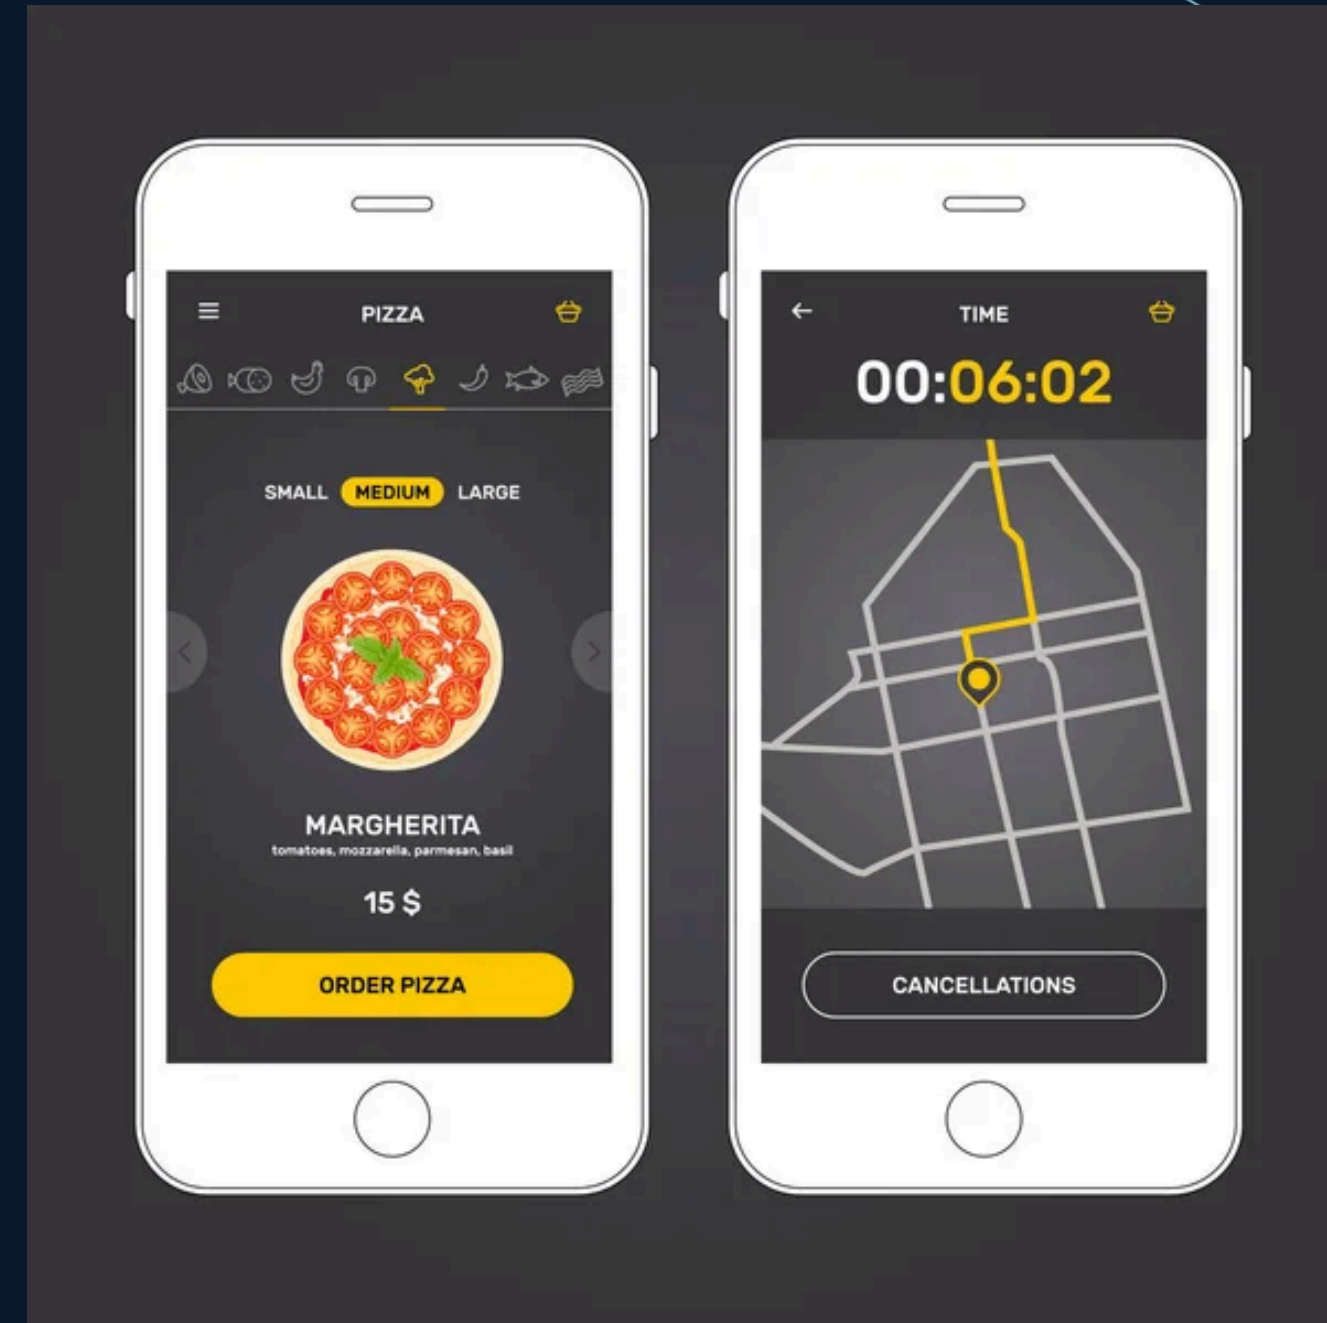 PIZZA
SMALL MEDIUM LARGE
MARGHERITA
tomatoes, mozzarella, parmesan, basil
15 $
ORDER PIZZA
TIME
00:06:02
CANCELLATIONS